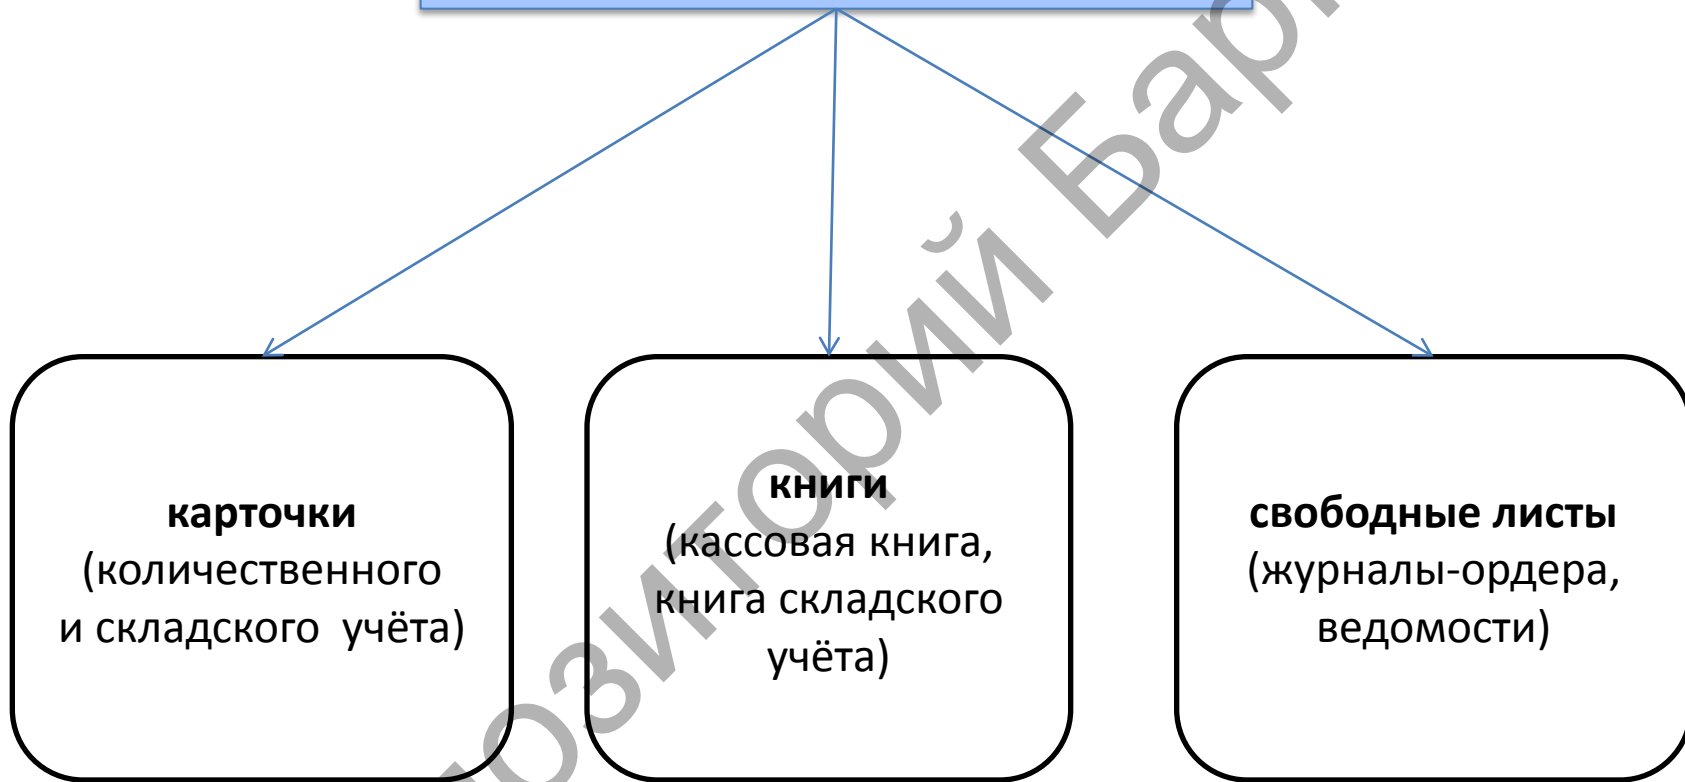 карточки
(количественного
и складского учёта)
книги
(кассовая книга,
книга складского
учёта)
свободные листы
(журналы-ордера,
ведомости)